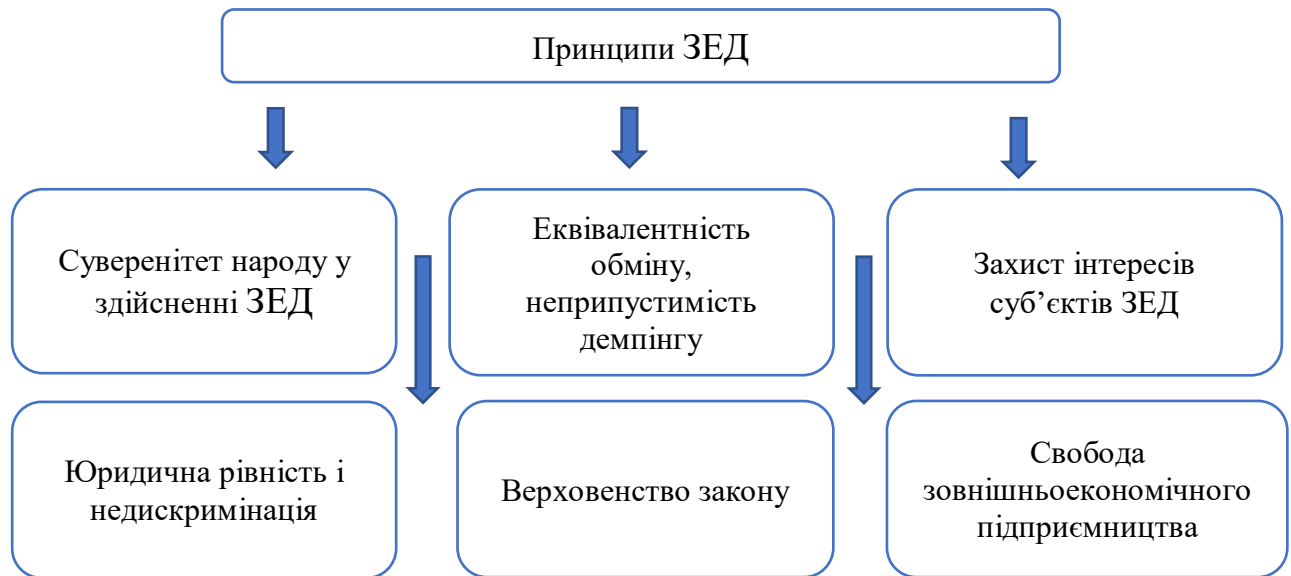 Принципи ЗЕД
Суверенітет народу у
здійсненні ЗЕД
Еквівалентність
обміну,
неприпустимість
демпінгу
Захист інтересів
суб’єктів ЗЕД
Юридична рівність і
недискримінація
Верховенство закону
Свобода
зовнішньоекономічного
підприємництва